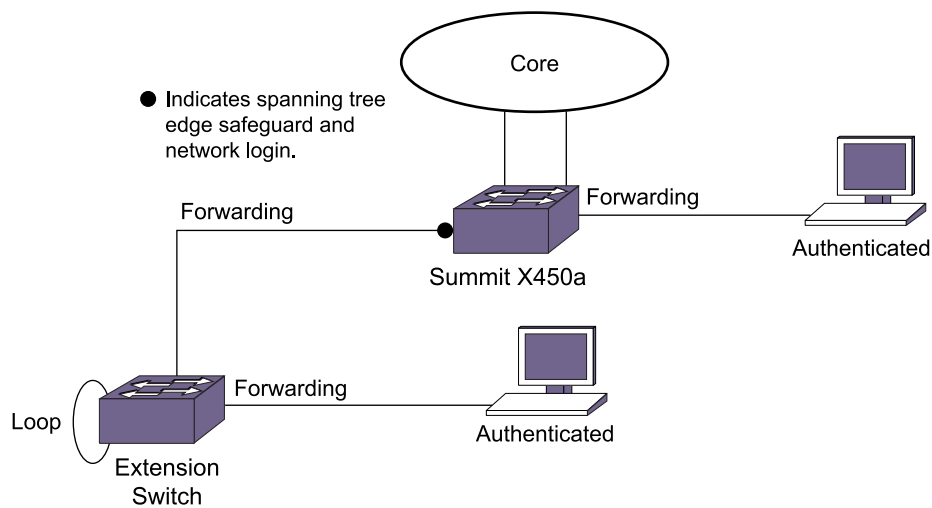 Core
Indicates spanning tree
edge safeguard and
network login.
Forwarding
Forwarding
Authenticated
Summit X450a
Forwarding
Loop
Authenticated
Extension
Switch